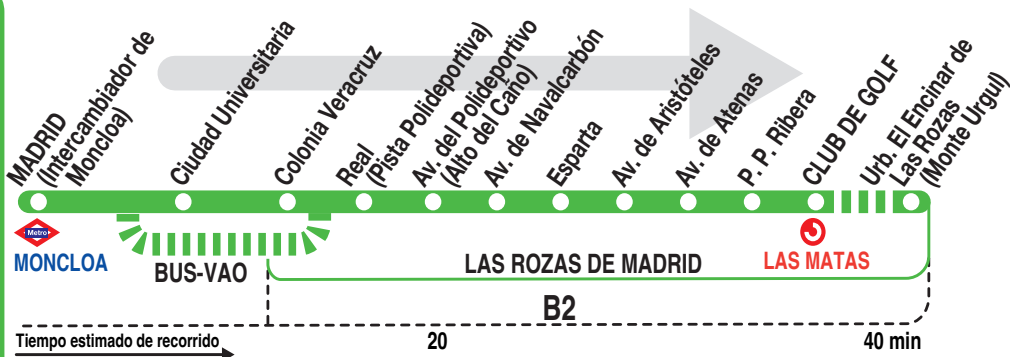 MADRID
(Intercambiador de
Moncloa)
Ciudad Universitaria
Colonia Veracruz
Real
(Pista Polideportiva)
Av. del Polideportivo
(Alto del Caño)
Av. de Navalcarbón
Esparta
Av. de Aristóteles
Av. de Atenas
P. P. Ribera
CLUB DE GOLF
Urb. El Encinar de
Las Rozas
(Monte Urgul)
Metro
MONCLOA
BUS-VAO
LAS ROZAS DE MADRID
LAS MATAS
B2
Tiempo estimado de recorrido
20
40 min